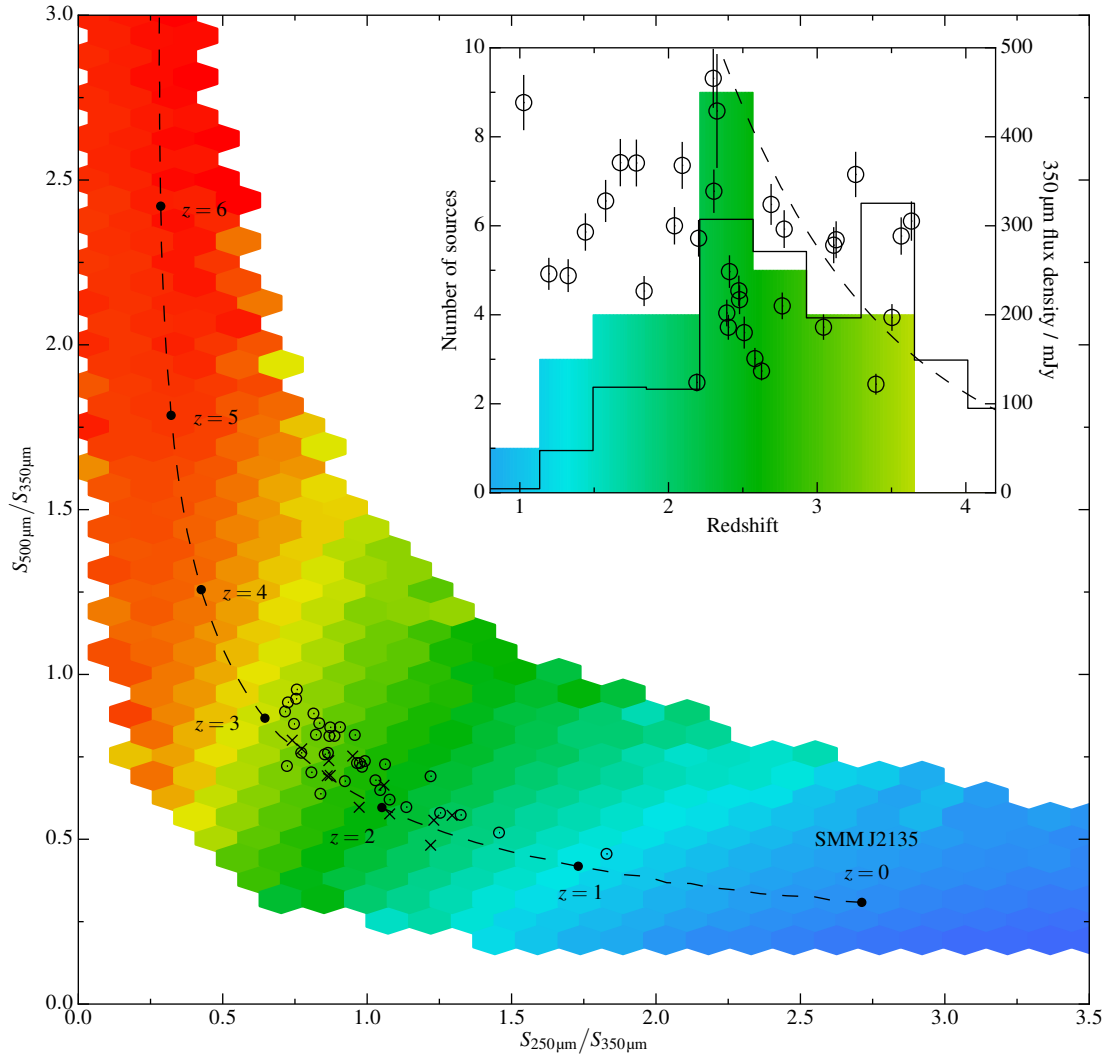 3.0
2.5
2.0
1.5
1.0
0.5
0.0
S500μm/S350μm
0.0 0.5 1.0 1.5 2.0 2.5 3.0 3.5
S250μm/S350μm
z = 6
z = 5
z = 4
z = 3
z = 2
z = 1
SMM J2135
z = 0
10
8
6
4
2
0
Number of sources
500
400
300
200
100
0
350 μm flux density / mJy
1 2 3 4
Redshift